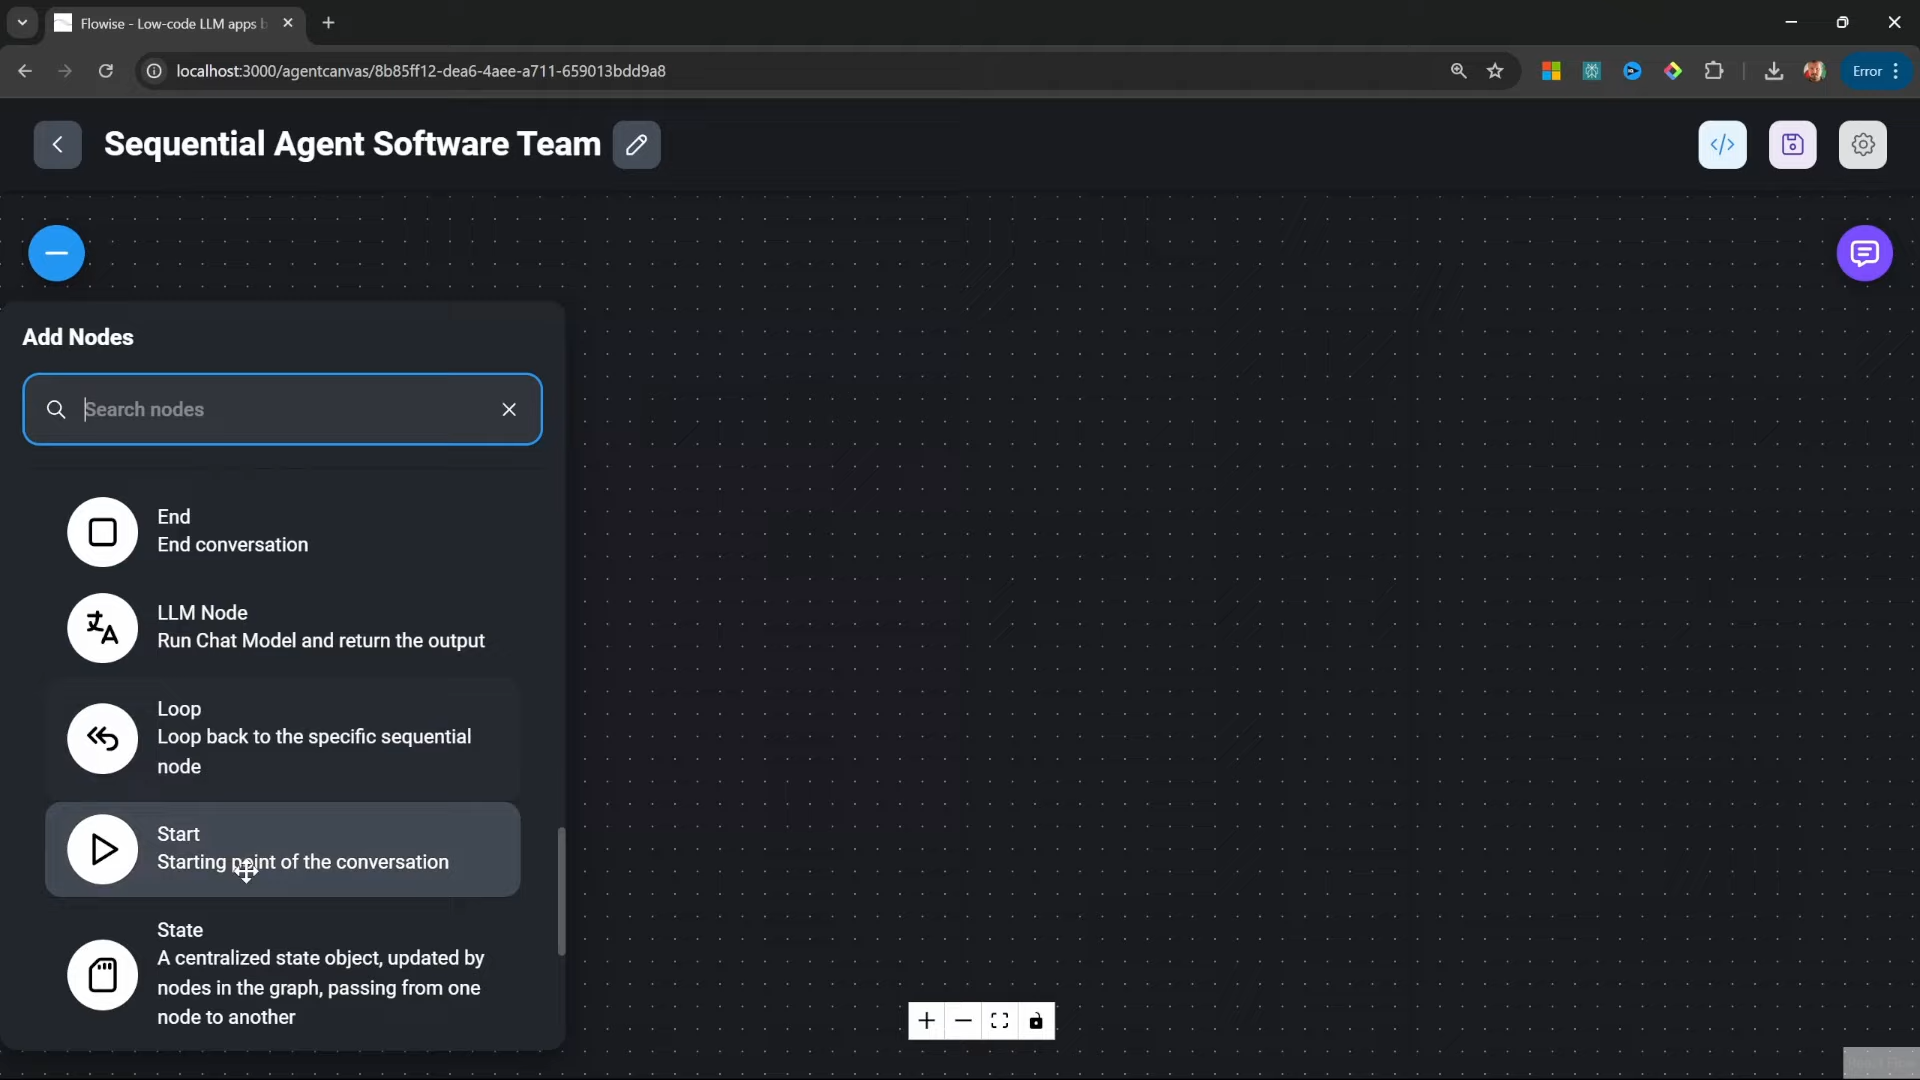 Flowise - Low-code LLM apps b
localhost:3000/agentcanvas/8b85ff12-dea6-4aee-a711-659013bdd9a8
Error
Sequential Agent Software Team
Add Nodes
Search nodes
End
End conversation
LLM Node
Run Chat Model and return the output
Loop
Loop back to the specific sequential
node
Start
Starting point of the conversation
State
A centralized state object, updated by
nodes in the graph, passing from one
node to another